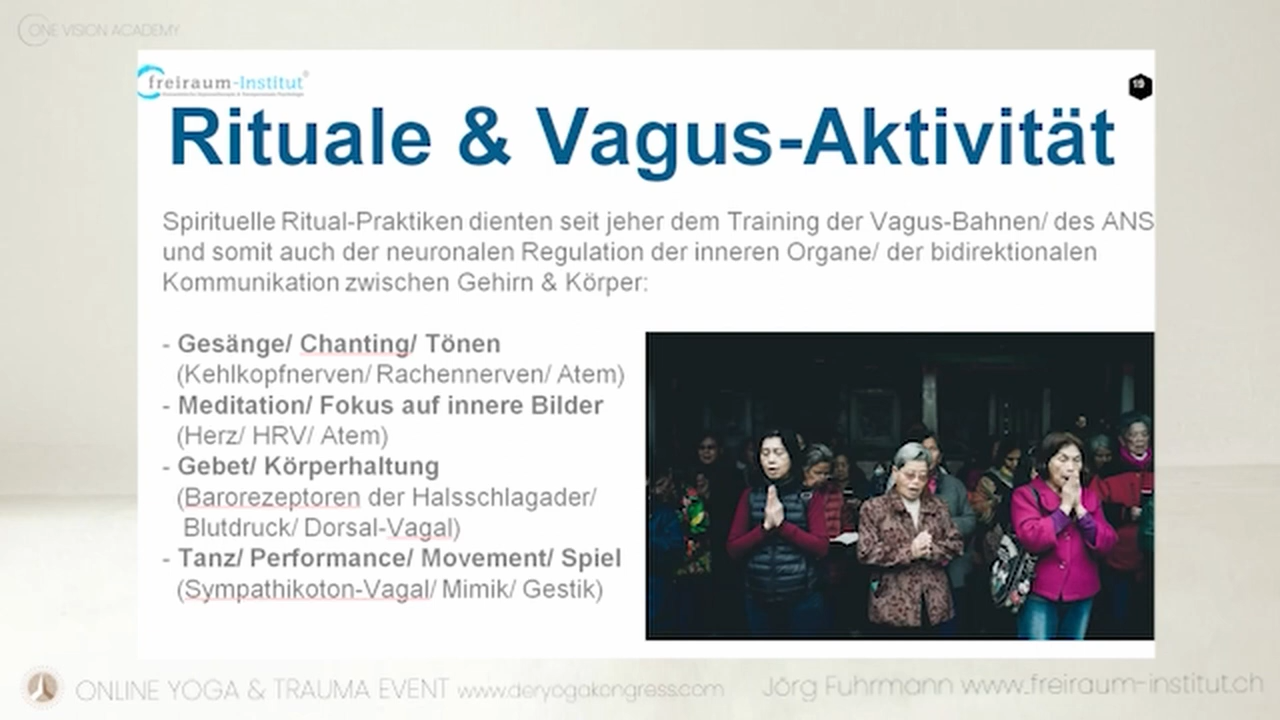 ONE VISION ACADEMY
freiraum-Institut®
19
Rituale & Vagus-Aktivität
Spirituelle Ritual-Praktiken dienten seit jeher dem Training der Vagus-Bahnen/ des ANS
und somit auch der neuronalen Regulation der inneren Organe/ der bidirektionalen
Kommunikation zwischen Gehirn & Körper:
- Gesänge/ Chanting/ Tönen
(Kehlkopfnerven/ Rachennerven/ Atem)
- Meditation/ Fokus auf innere Bilder
(Herz/ HRV/ Atem)
- Gebet/ Körperhaltung
(Barorezeptoren der Halsschlagader/
Blutdruck/ Dorsal-Vagal)
- Tanz/ Performance/ Movement/ Spiel
(Sympathikoton-Vagal/ Mimik/ Gestik)
ONLINE YOGA & TRAUMA EVENT www.deryogakongress.com Jörg Fuhrmann www.freiraum-institut.ch